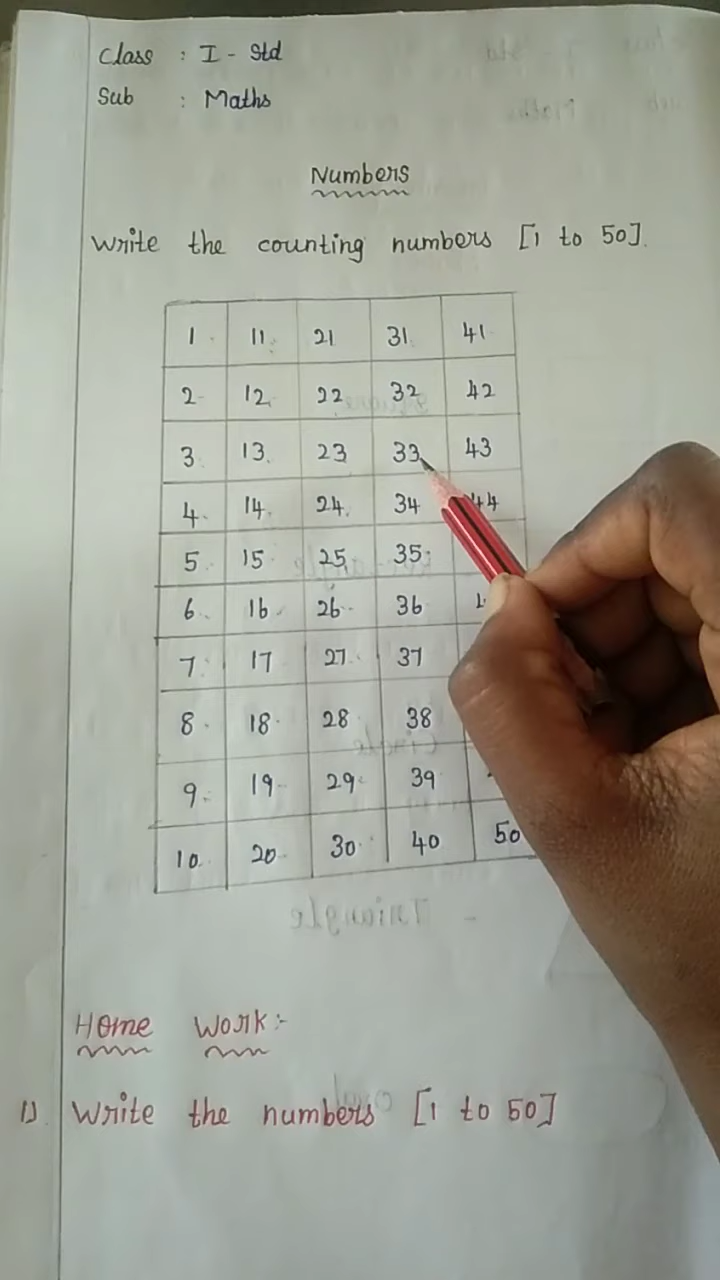 Class : I - Std
Sub : Maths
Numbers
Write the counting numbers [1 to 50].
1 11 21 31 41
2 12 22 32 42
3 13 23 33 43
4 14 24 34 44
5 15 25 35
6 16 26 36
7 17 27 37
8 18 28 38
9 19 29 39
10 20 30 40 50
Home Work:-
1) Write the numbers [1 to 50]